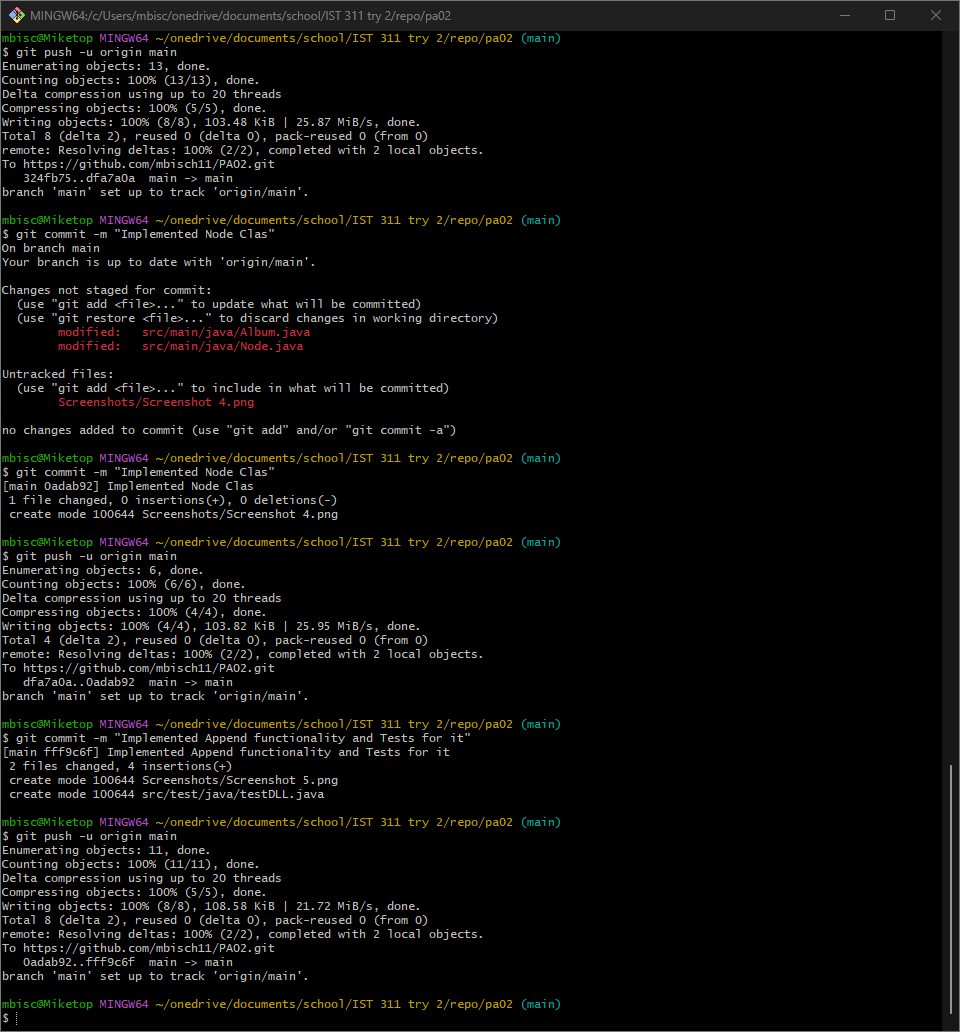 MINGW64:/c/Users/mbisc/onedrive/documents/school/IST 311 try 2/repo/pa02
mbisc@Miketop MINGW64 ~/onedrive/documents/school/IST 311 try 2/repo/pa02 (main)
$ git push -u origin main
Enumerating objects: 13, done.
Counting objects: 100% (13/13), done.
Delta compression using up to 20 threads
Compressing objects: 100% (5/5), done.
Writing objects: 100% (8/8), 103.48 KiB | 25.87 MiB/s, done.
Total 8 (delta 2), reused 0 (delta 0), pack-reused 0 (from 0)
remote: Resolving deltas: 100% (2/2), completed with 2 local objects.
To https://github.com/mbisch11/PA02.git
   324fb75..dfa7a0a  main -> main
branch 'main' set up to track 'origin/main'.

mbisc@Miketop MINGW64 ~/onedrive/documents/school/IST 311 try 2/repo/pa02 (main)
$ git commit -m "Implemented Node Clas"
On branch main
Your branch is up to date with 'origin/main'.

Changes not staged for commit:
  (use "git add <file>..." to update what will be committed)
  (use "git restore <file>..." to discard changes in working directory)
        modified:   src/main/java/Album.java
        modified:   src/main/java/Node.java

Untracked files:
  (use "git add <file>..." to include in what will be committed)
        Screenshots/Screenshot 4.png

no changes added to commit (use "git add" and/or "git commit -a")

mbisc@Miketop MINGW64 ~/onedrive/documents/school/IST 311 try 2/repo/pa02 (main)
$ git commit -m "Implemented Node Clas"
[main 0adab92] Implemented Node Clas
 1 file changed, 0 insertions(+), 0 deletions(-)
 create mode 100644 Screenshots/Screenshot 4.png

mbisc@Miketop MINGW64 ~/onedrive/documents/school/IST 311 try 2/repo/pa02 (main)
$ git push -u origin main
Enumerating objects: 6, done.
Counting objects: 100% (6/6), done.
Delta compression using up to 20 threads
Compressing objects: 100% (4/4), done.
Writing objects: 100% (4/4), 103.82 KiB | 25.95 MiB/s, done.
Total 4 (delta 2), reused 0 (delta 0), pack-reused 0 (from 0)
remote: Resolving deltas: 100% (2/2), completed with 2 local objects.
To https://github.com/mbisch11/PA02.git
   dfa7a0a..0adab92  main -> main
branch 'main' set up to track 'origin/main'.

mbisc@Miketop MINGW64 ~/onedrive/documents/school/IST 311 try 2/repo/pa02 (main)
$ git commit -m "Implemented Append functionality and Tests for it"
[main fff9c6f] Implemented Append functionality and Tests for it
 2 files changed, 4 insertions(+)
 create mode 100644 Screenshots/Screenshot 5.png
 create mode 100644 src/test/java/testDLL.java

mbisc@Miketop MINGW64 ~/onedrive/documents/school/IST 311 try 2/repo/pa02 (main)
$ git push -u origin main
Enumerating objects: 11, done.
Counting objects: 100% (11/11), done.
Delta compression using up to 20 threads
Compressing objects: 100% (5/5), done.
Writing objects: 100% (8/8), 108.58 KiB | 21.72 MiB/s, done.
Total 8 (delta 2), reused 0 (delta 0), pack-reused 0 (from 0)
remote: Resolving deltas: 100% (2/2), completed with 2 local objects.
To https://github.com/mbisch11/PA02.git
   0adab92..fff9c6f  main -> main
branch 'main' set up to track 'origin/main'.

mbisc@Miketop MINGW64 ~/onedrive/documents/school/IST 311 try 2/repo/pa02 (main)
$